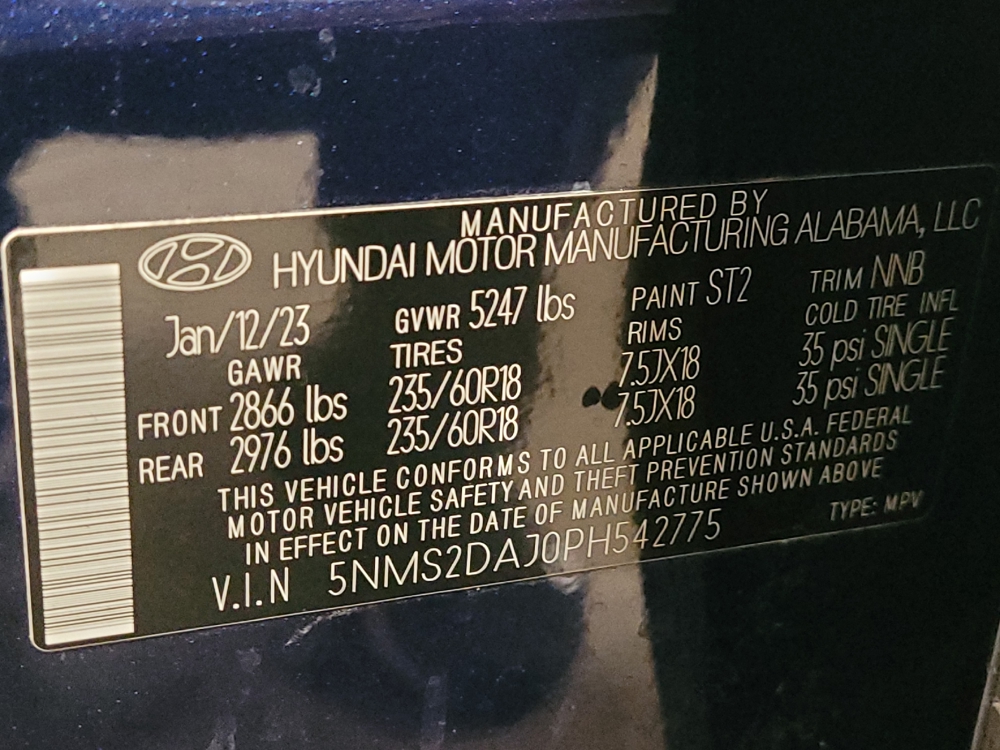 MANUFACTURED BY
HYUNDAI MOTOR MANUFACTURING ALABAMA, LLC
Jan/12/23 GVWR 5247 lbs PAINT ST2 TRIM NNB
GAWR TIRES RIMS COLD TIRE INFL
FRONT 2866 lbs 235/60R18 7.5JX18 35 psi SINGLE
REAR 2976 lbs 235/60R18 7.5JX18 35 psi SINGLE
THIS VEHICLE CONFORMS TO ALL APPLICABLE U.S.A. FEDERAL
MOTOR VEHICLE SAFETY AND THEFT PREVENTION STANDARDS
IN EFFECT ON THE DATE OF MANUFACTURE SHOWN ABOVE
V.I.N 5NMS2DAJ0PH542775 TYPE: MPV